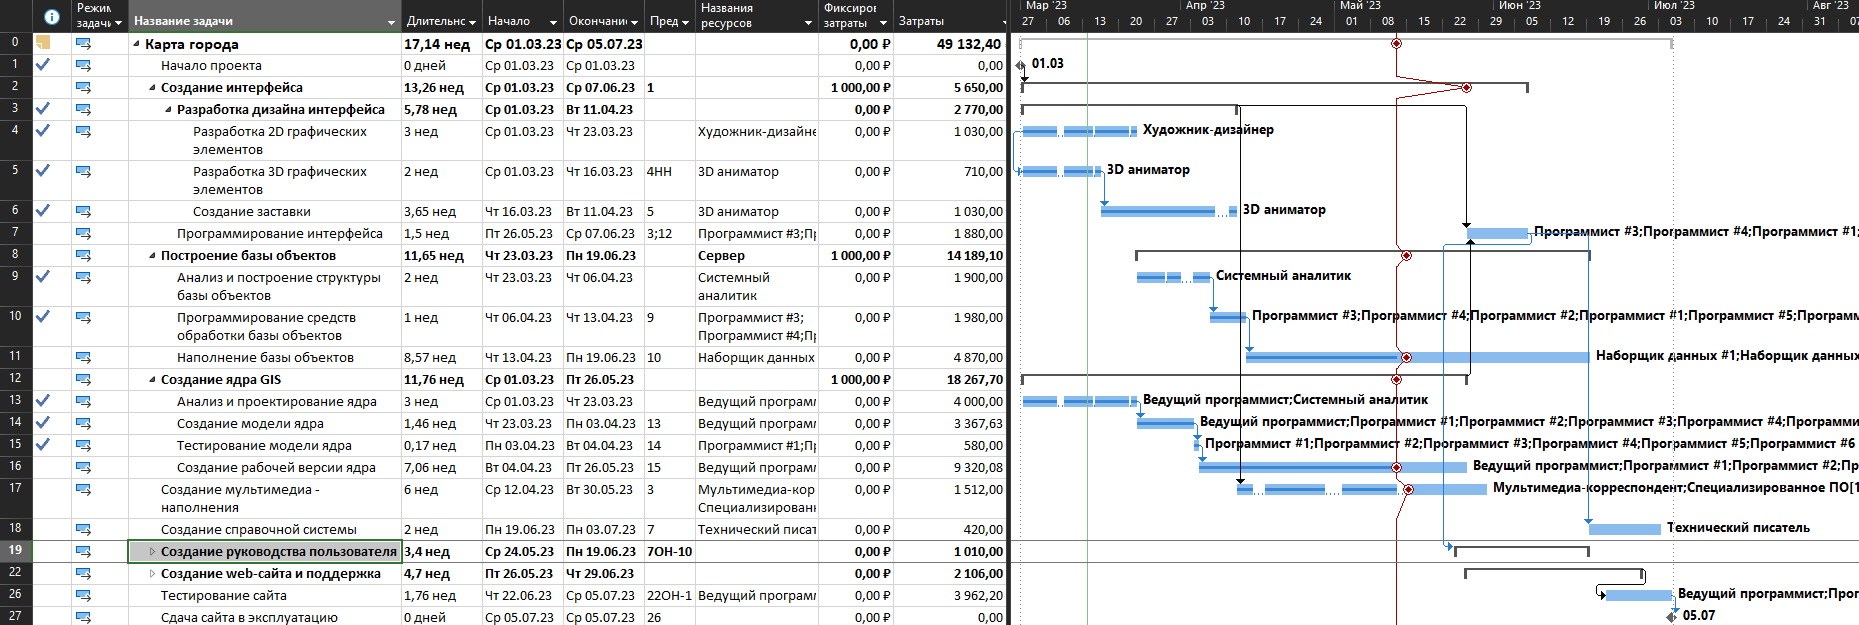 Режим задачи Название задачи Длительнс Начало Окончание Пред Названия ресурсов Фиксиров затраты Затраты
Мар '23 Апр '23 Май '23 Июн '23 Июл '23 Авг '23
27 06 13 20 27 03 10 17 24 01 08 15 22 29 05 12 19 26 03 10 17 24 31 07
0 Карта города 17,14 нед Ср 01.03.23 Ср 05.07.23 0,00 ₽ 49 132,40
1 Начало проекта 0 дней Ср 01.03.23 Ср 01.03.23 0,00 ₽ 0,00 01.03
2 Создание интерфейса 13,26 нед Ср 01.03.23 Ср 07.06.23 1 1 000,00 ₽ 5 650,00
3 Разработка дизайна интерфейса 5,78 нед Ср 01.03.23 Вт 11.04.23 0,00 ₽ 2 770,00
4 Разработка 2D графических 3 нед Ср 01.03.23 Чт 23.03.23 Художник-дизайне 0,00 ₽ 1 030,00 Художник-дизайнер
элементов
5 Разработка 3D графических 2 нед Ср 01.03.23 Чт 16.03.23 4НН 3D аниматор 0,00 ₽ 710,00 3D аниматор
элементов
6 Создание заставки 3,65 нед Чт 16.03.23 Вт 11.04.23 5 3D аниматор 0,00 ₽ 1 030,00 3D аниматор
7 Программирование интерфейса 1,5 нед Пт 26.05.23 Ср 07.06.23 3;12 Программист #3;Пр 0,00 ₽ 1 880,00 Программист #3;Программист #4;Программист #1;
8 Построение базы объектов 11,65 нед Чт 23.03.23 Пн 19.06.23 Сервер 1 000,00 ₽ 14 189,10
9 Анализ и построение структуры 2 нед Чт 23.03.23 Чт 06.04.23 Системный 0,00 ₽ 1 900,00 Системный аналитик
базы объектов аналитик
10 Программирование средств 1 нед Чт 06.04.23 Чт 13.04.23 9 Программист #3; 0,00 ₽ 1 980,00 Программист #3;Программист #4;Программист #2;Программист #1;Программист #5;Программ
обработки базы объектов Программист #4;Пр
11 Наполнение базы объектов 8,57 нед Чт 13.04.23 Пн 19.06.23 10 Наборщик данных 0,00 ₽ 4 870,00 Наборщик данных #1;Наборщик данных
12 Создание ядра GIS 11,76 нед Ср 01.03.23 Пт 26.05.23 1 000,00 ₽ 18 267,70
13 Анализ и проектирование ядра 3 нед Ср 01.03.23 Чт 23.03.23 Ведущий программ 0,00 ₽ 4 000,00 Ведущий программист;Системный аналитик
14 Создание модели ядра 1,46 нед Чт 23.03.23 Пн 03.04.23 13 Ведущий программ 0,00 ₽ 3 367,63 Ведущий программист;Программист #1;Программист #2;Программист #3;Программист #4;Программ
15 Тестирование модели ядра 0,17 нед Пн 03.04.23 Вт 04.04.23 14 Программист #1;Пр 0,00 ₽ 580,00 Программист #1;Программист #2;Программист #3;Программист #4;Программист #5;Программист #6
16 Создание рабочей версии ядра 7,06 нед Вт 04.04.23 Пт 26.05.23 15 Ведущий программ 0,00 ₽ 9 320,08 Ведущий программист;Программист #1;Программист #2;Пр
17 Создание мультимедиа - 6 нед Ср 12.04.23 Вт 30.05.23 3 Мультимедиа-кор 0,00 ₽ 1 512,00 Мультимедиа-корреспондент;Специализированное ПО[1
наполнения Специализированн
18 Создание справочной системы 2 нед Пн 19.06.23 Пн 03.07.23 7 Технический писат 0,00 ₽ 420,00 Технический писатель
19 Создание руководства пользователя 3,4 нед Ср 24.05.23 Пн 19.06.23 7ОН-10 0,00 ₽ 1 010,00
22 Создание web-сайта и поддержка 4,7 нед Пт 26.05.23 Чт 29.06.23 0,00 ₽ 2 106,00
26 Тестирование сайта 1,76 нед Чт 22.06.23 Ср 05.07.23 22ОН-1 Ведущий программ 0,00 ₽ 3 962,20 Ведущий программист;Прог
27 Сдача сайта в эксплуатацию 0 дней Ср 05.07.23 Ср 05.07.23 26 0,00 ₽ 0,00 05.07